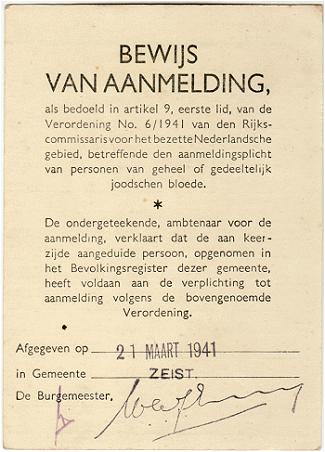 BEWIJS
VAN AANMELDING,
als bedoeld in artikel 9, eerste lid, van de
Verordening No. 6/1941 van den Rijks-
commissaris voor het bezette Nederlandsche
gebied, betreffende den aanmeldingsplicht
van personen van geheel of gedeeltelijk
joodschen bloede.
*
De ondergeteekende, ambtenaar voor de
aanmelding, verklaart dat de aan keer-
zijde aangeduide persoon, opgenomen in
het Bevolkingsregister dezer gemeente,
heeft voldaan aan de verplichting tot
aanmelding volgens de bovengenoemde
Verordening.
Afgegeven op 21 MAART 1941
in Gemeente ZEIST.
De Burgemeester,